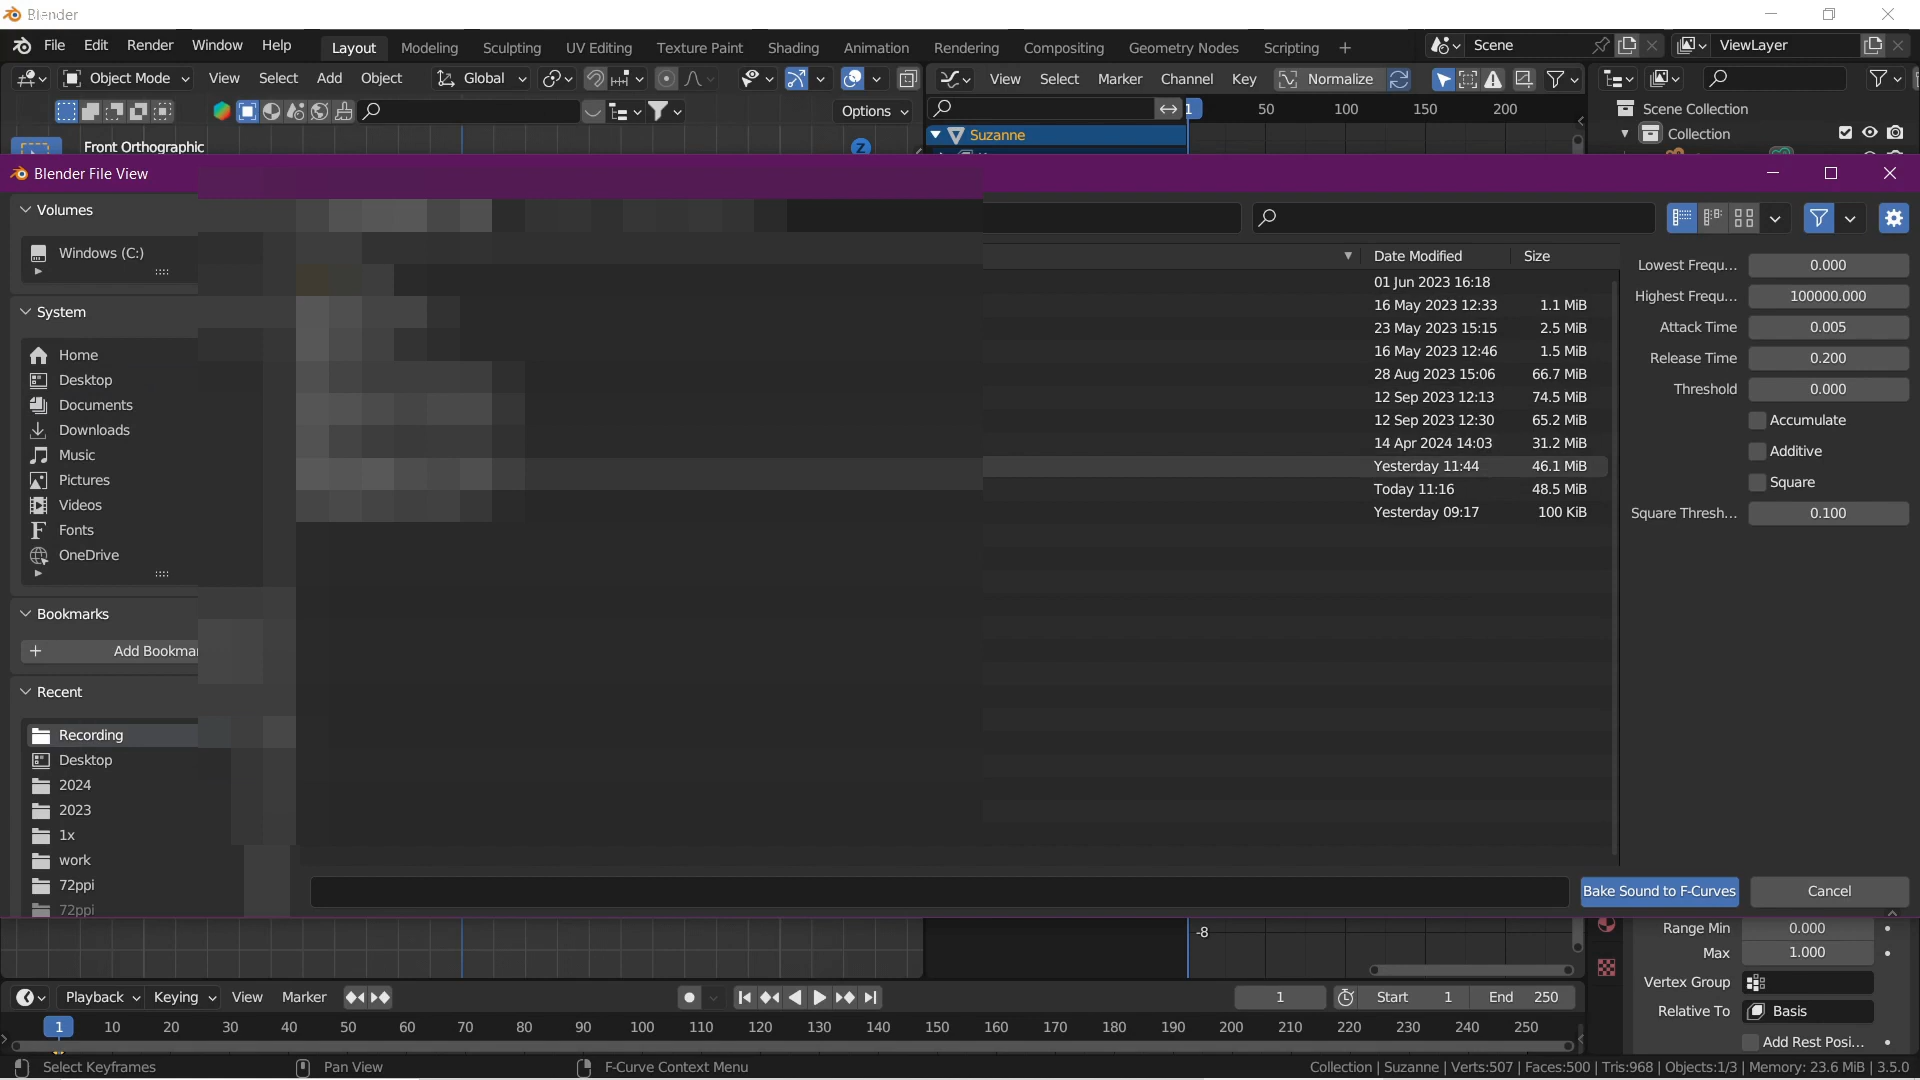 Blender
File Edit Render Window Help Layout Modeling Sculpting UV Editing Texture Paint Shading Animation Rendering Compositing Geometry Nodes Scripting + Scene ViewLayer
Object Mode View Select Add Object Global View Select Marker Channel Key Normalize
Options 1 50 100 150 200 Scene Collection
Suzanne Collection
Front Orthographic Z
Blender File View
Volumes
Windows (C:)
System
Home
Desktop
Documents
Downloads
Music
Pictures
Videos
Fonts
OneDrive
Bookmarks
Add Bookmar
Recent
Recording
Desktop
2024
2023
1x
work
72ppi
72ppi
Date Modified Size
01 Jun 2023 16:18
16 May 2023 12:33 1.1 MiB
23 May 2023 15:15 2.5 MiB
16 May 2023 12:46 1.5 MiB
28 Aug 2023 15:06 66.7 MiB
12 Sep 2023 12:13 74.5 MiB
12 Sep 2023 12:30 65.2 MiB
14 Apr 2024 14:03 31.2 MiB
Yesterday 11:44 46.1 MiB
Today 11:16 48.5 MiB
Yesterday 09:17 100 KiB
Lowest Frequ... 0.000
Highest Frequ... 100000.000
Attack Time 0.005
Release Time 0.200
Threshold 0.000
Accumulate
Additive
Square
Square Thresh... 0.100
Bake Sound to F-Curves Cancel
-8
Range Min 0.000
Max 1.000
Vertex Group
Relative To Basis
Add Rest Posi...
Playback Keying View Marker 1 Start 1 End 250
1 10 20 30 40 50 60 70 80 90 100 110 120 130 140 150 160 170 180 190 200 210 220 230 240 250
Select Keyframes Pan View F-Curve Context Menu Collection | Suzanne | Verts:507 | Faces:500 | Tris:968 | Objects:1/3 | Memory: 23.6 MiB | 3.5.0